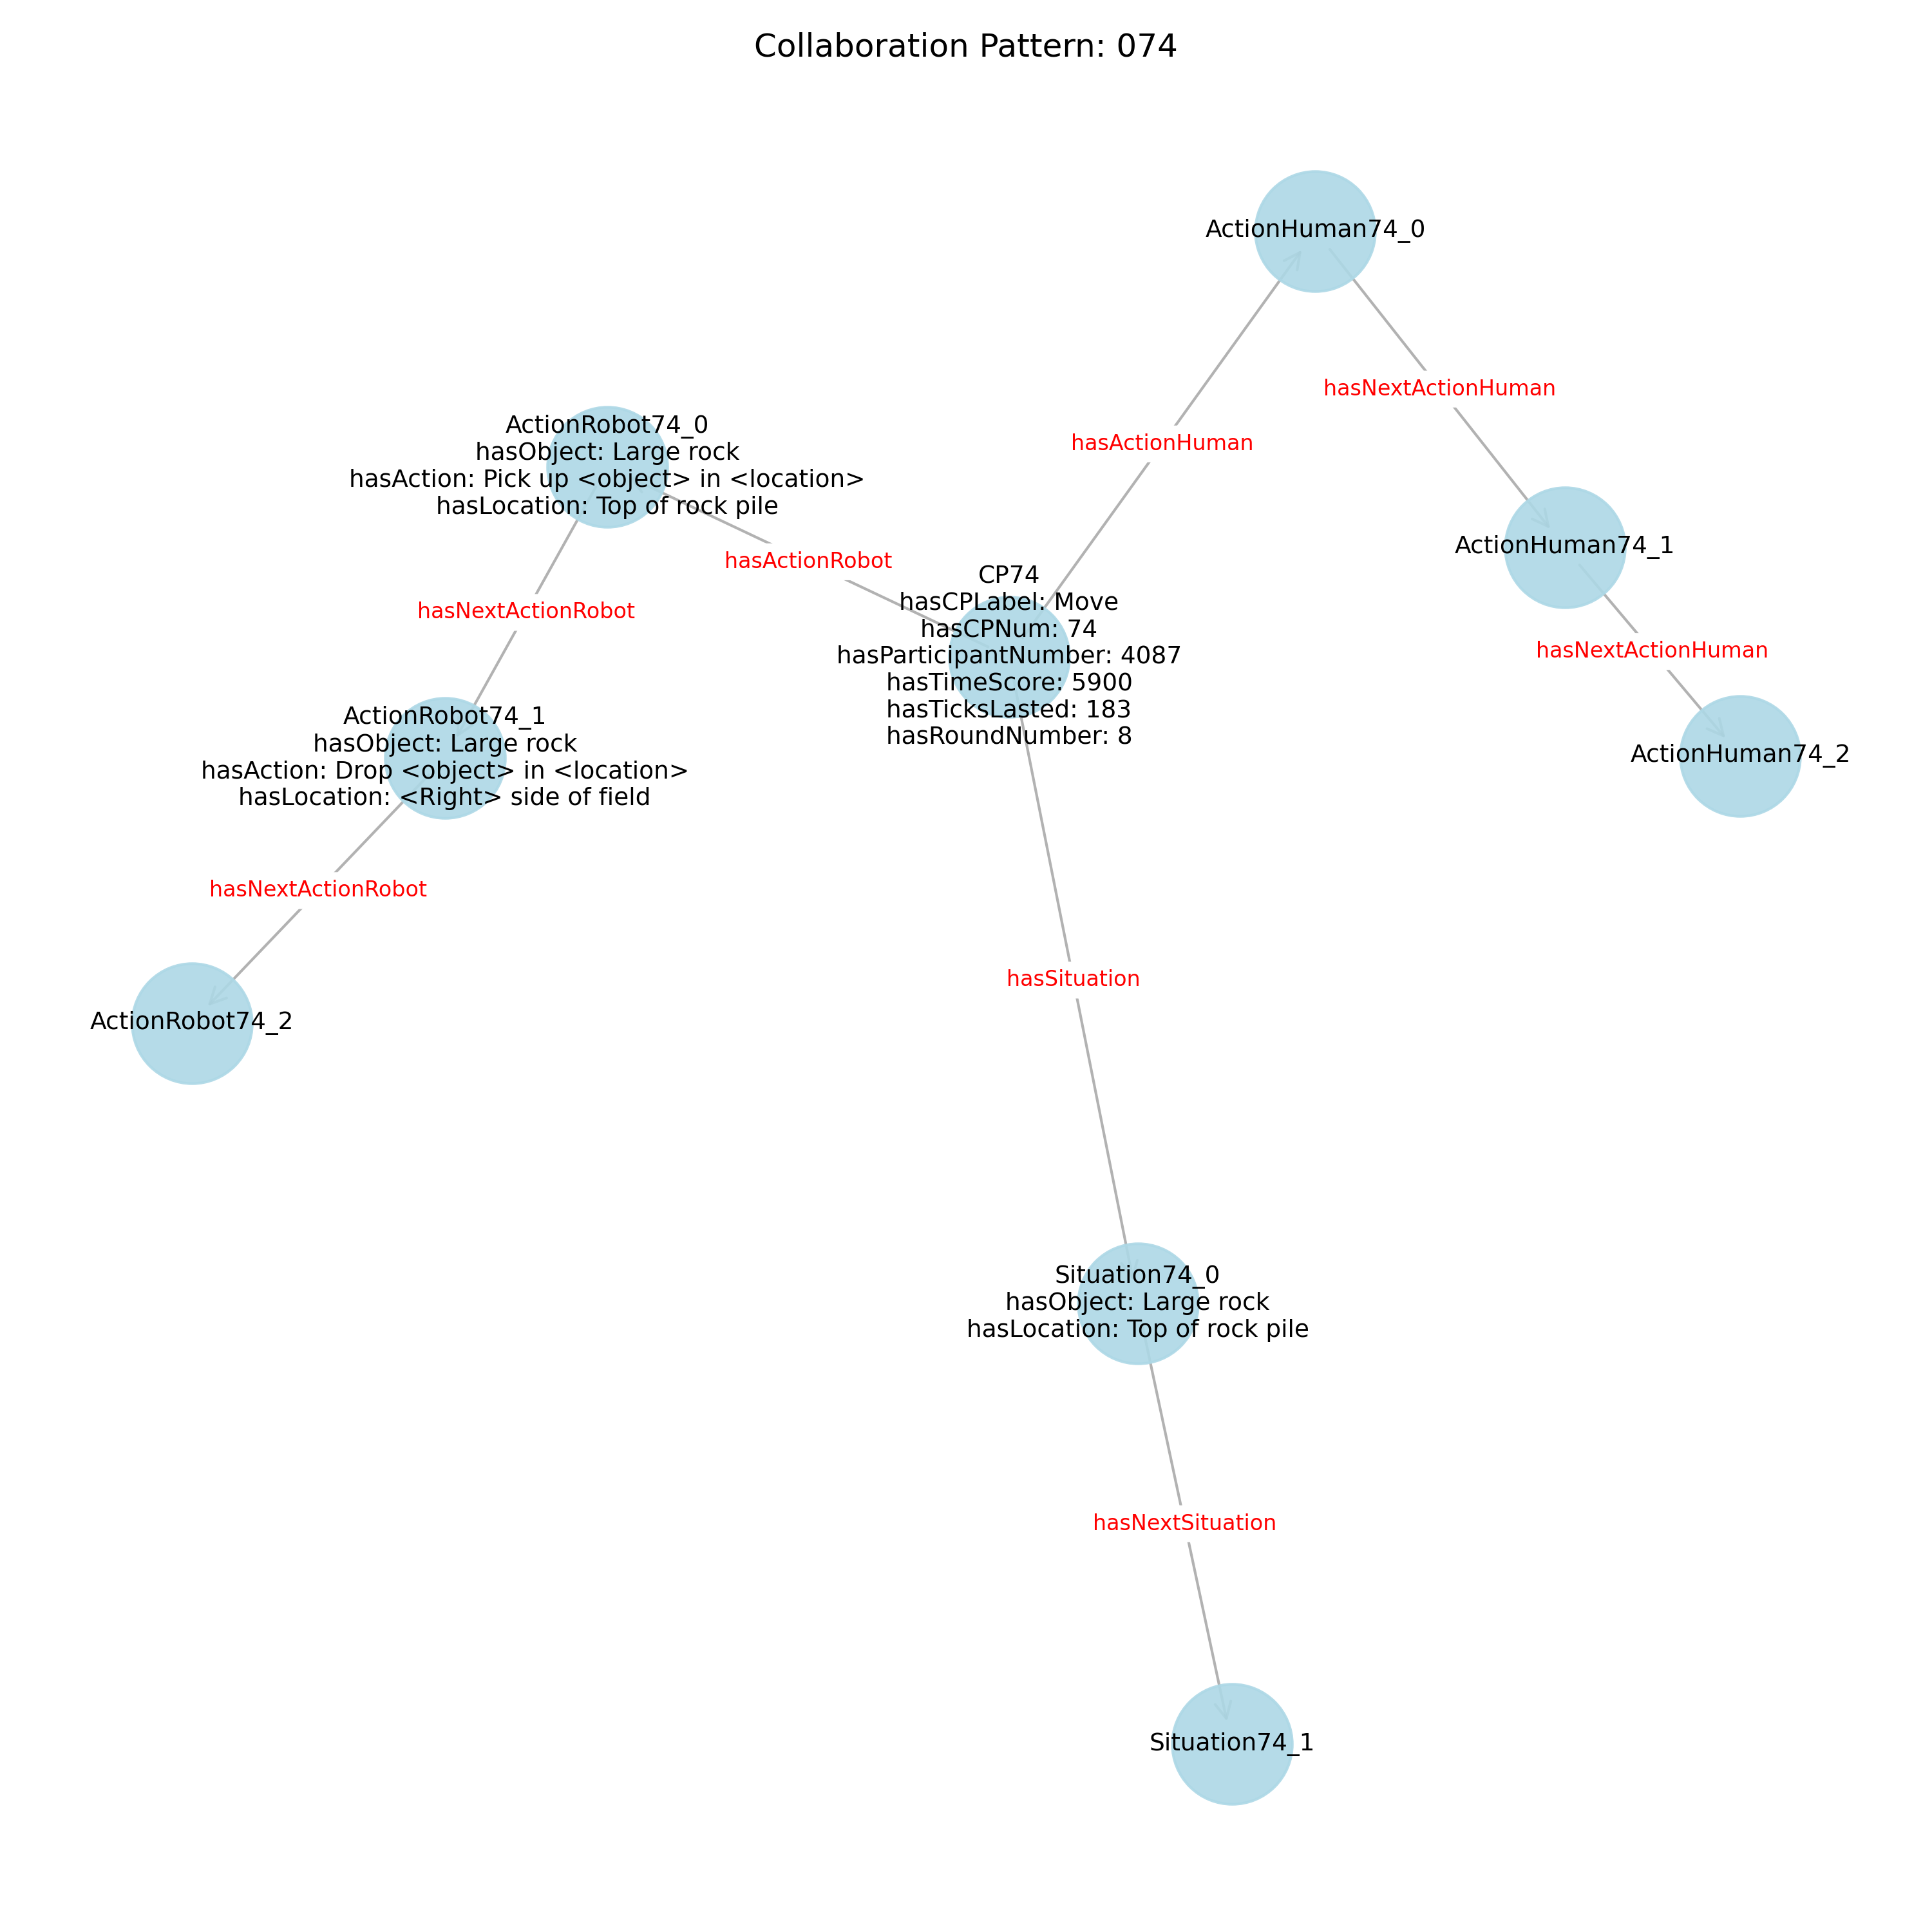 Collaboration Pattern: 074
ActionHuman74_0
hasNextActionHuman
hasActionHuman
ActionRobot74_0
hasObject: Large rock
hasAction: Pick up <object> in <location>
hasLocation: Top of rock pile
ActionHuman74_1
hasActionRobot
CP74
hasCPLabel: Move
hasCPNum: 74
hasParticipantNumber: 4087
hasTimeScore: 5900
hasTicksLasted: 183
hasRoundNumber: 8
hasNextActionRobot
hasNextActionHuman
ActionRobot74_1
hasObject: Large rock
hasAction: Drop <object> in <location>
hasLocation: <Right> side of field
ActionHuman74_2
hasNextActionRobot
hasSituation
ActionRobot74_2
Situation74_0
hasObject: Large rock
hasLocation: Top of rock pile
hasNextSituation
Situation74_1